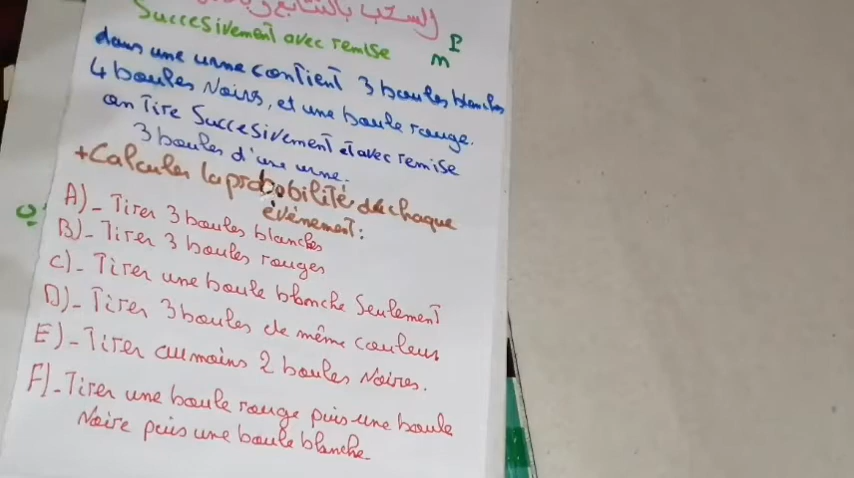 السحب بالتتابع
Succesivement avec remise
P
m
dans une urne contient 3 boules blanches
4 boules Noirs, et une boule rouge.
on Tire Succesivement et avec remise
3 boules d'une urne.
+Calculer la probabilité de chaque
événement:
A)- Tirer 3 boules blanches
B)- Tirer 3 boules rouges
C)- Tirer une boule blanche Seulement
D)- Tirer 3 boules de même couleur
E)- Tirer au moins 2 boules Noires.
F)- Tirer une boule rouge puis une boule
Noire puis une boule blanche.